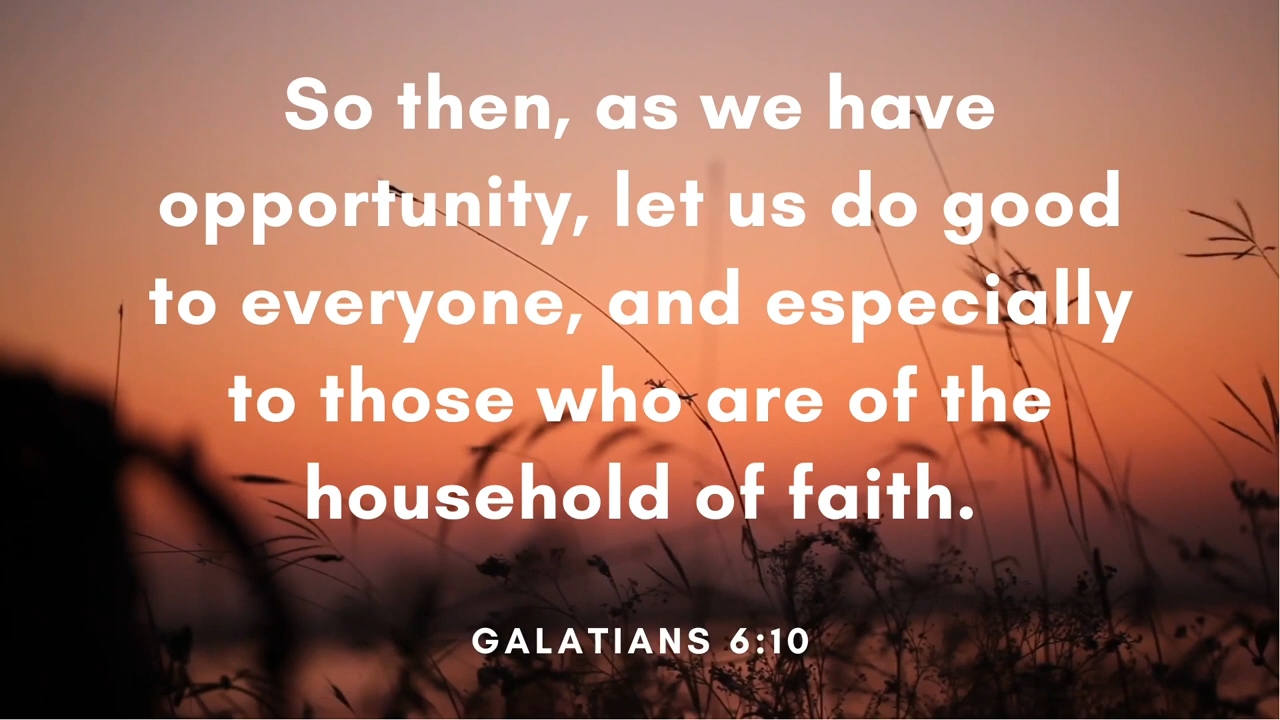 So then, as we have
opportunity, let us do good
to everyone, and especially
to those who are of the
household of faith.
GALATIANS 6:10